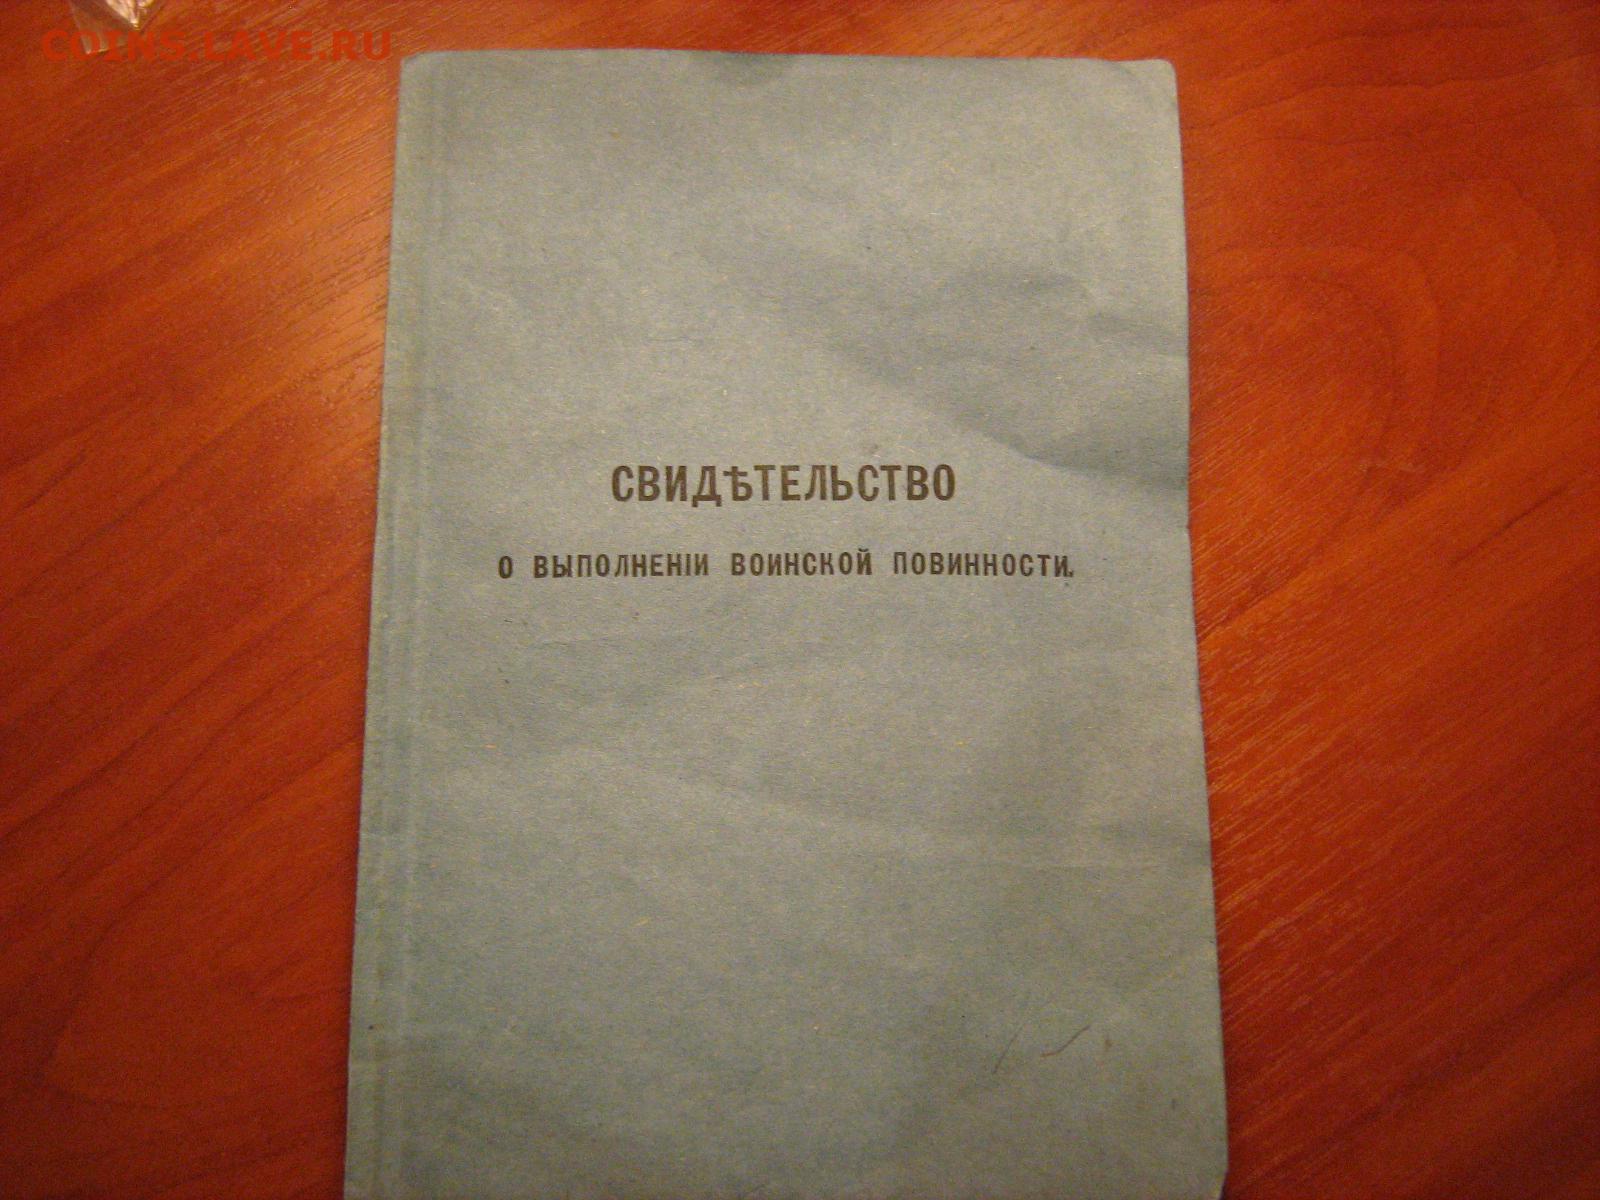 COINS.LAVE.RU
СВИДѢТЕЛЬСТВО
О ВЫПОЛНЕНІИ ВОИНСКОЙ ПОВИННОСТИ.